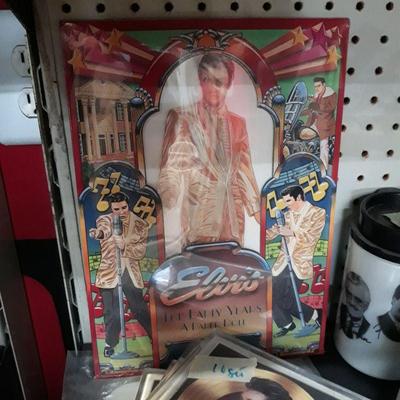 Elvis
THE EARLY YEARS
A PAPER DOLL